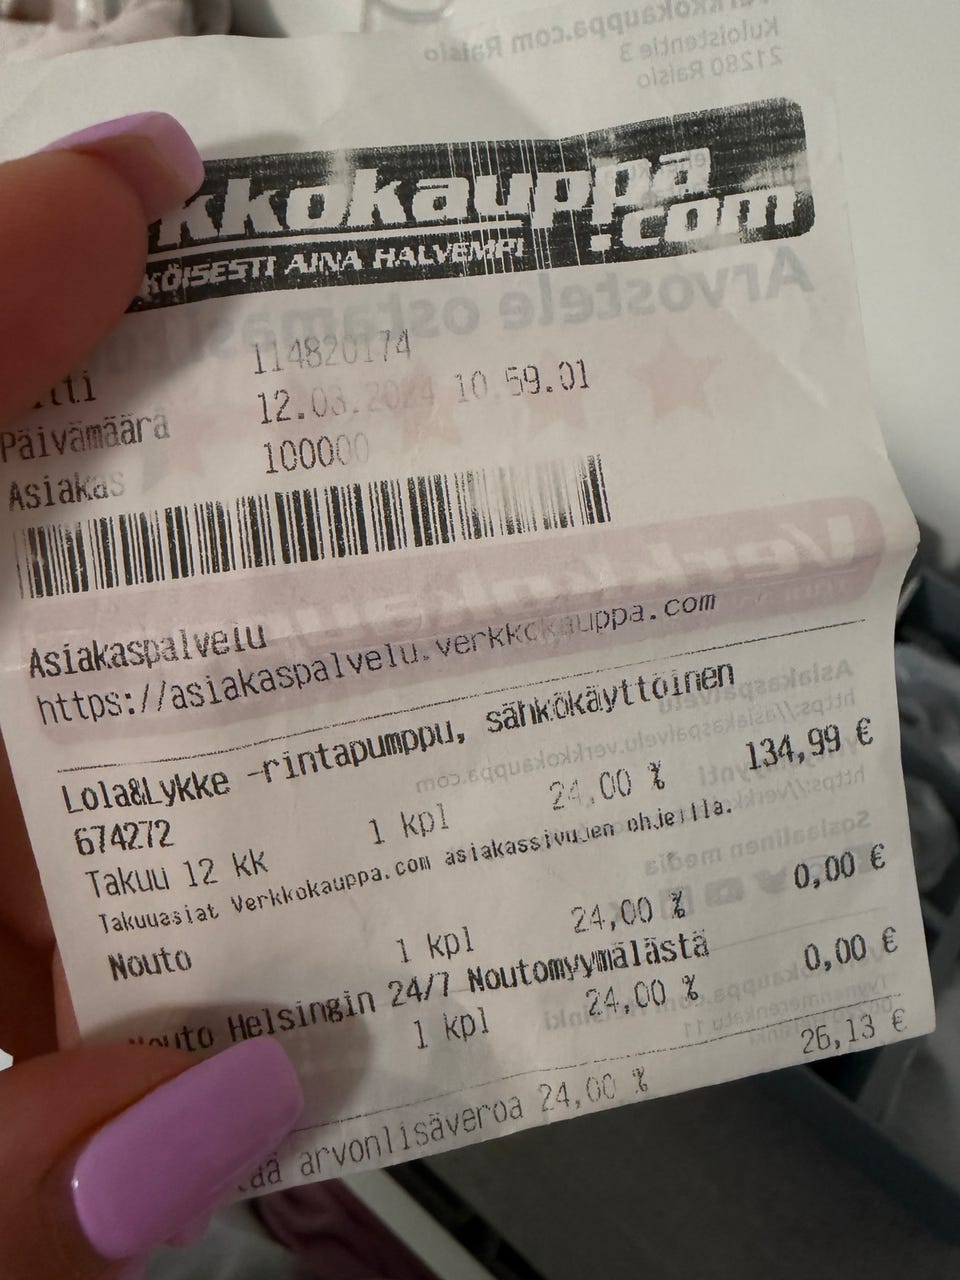 kkokauppa
.com
KÖISESTI AINA HALVEMPI
114820174
Päivämäärä 12.03.2024 10.59.01
Asiakas 100000
Asiakaspalvelu
https://asiakaspalvelu.verkkokauppa.com
Lola&Lykke -rintapumppu, sähkökäyttöinen
674272 1 kpl 24,00 % 134,99 €
Takuu 12 kk
Takuuasiat Verkkokauppa.com asiakassivujen ohjeilla.
Nouto 1 kpl 24,00 % 0,00 €
Nouto Helsingin 24/7 Noutomyymälästä
1 kpl 24,00 % 0,00 €
arvonlisäveroa 24,00 % 26,13 €